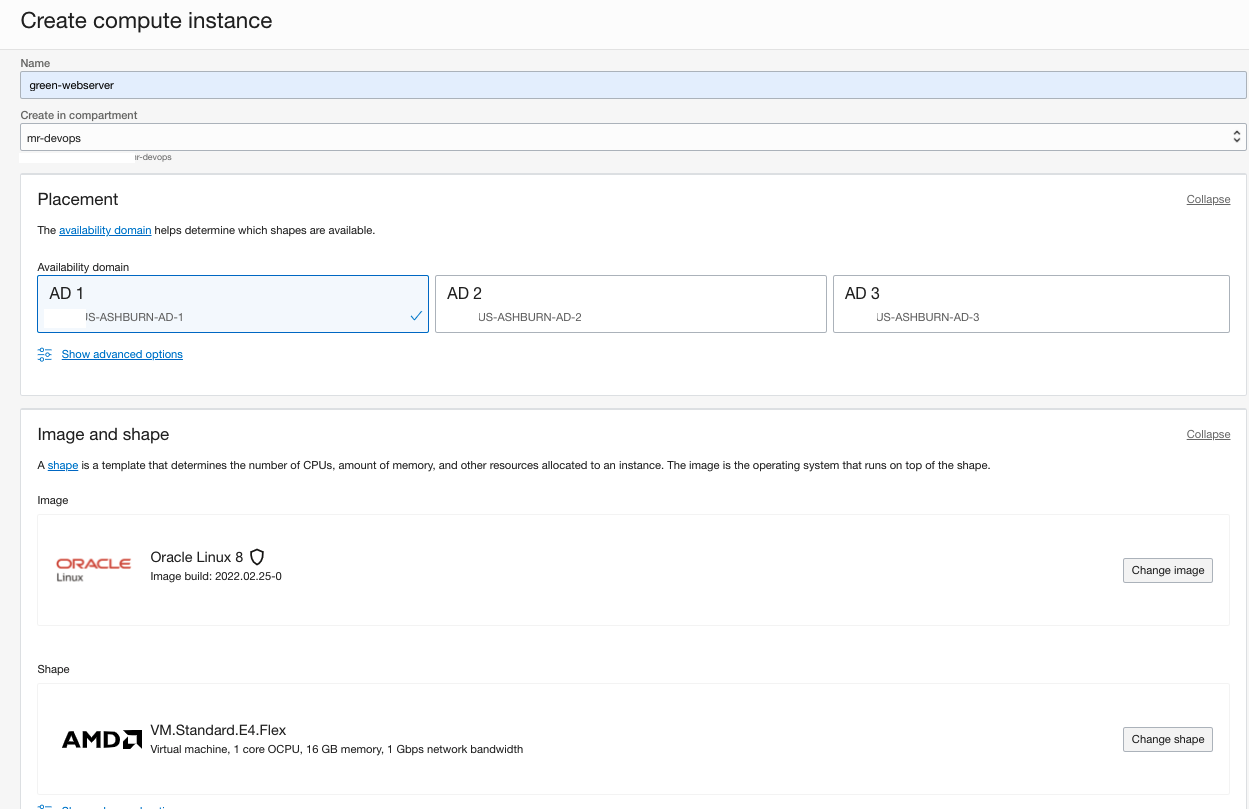 Create compute instance
Name
green-webserver
Create in compartment
mr-devops
r-devops
Placement
Collapse
The availability domain helps determine which shapes are available.
Availability domain
AD 1
US-ASHBURN-AD-1
AD 2
US-ASHBURN-AD-2
AD 3
US-ASHBURN-AD-3
Show advanced options
Image and shape
Collapse
A shape is a template that determines the number of CPUs, amount of memory, and other resources allocated to an instance. The image is the operating system that runs on top of the shape.
Image
ORACLE
Linux
Oracle Linux 8
Image build: 2022.02.25-0
Change image
Shape
AMD
VM.Standard.E4.Flex
Virtual machine, 1 core OCPU, 16 GB memory, 1 Gbps network bandwidth
Change shape